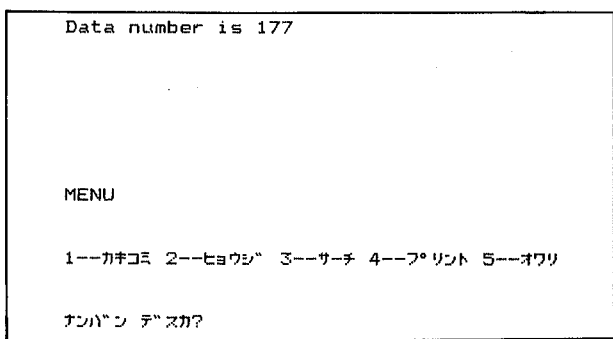 Data number is 177
MENU
1--カキコミ 2--ヒョウジ゛ 3--サーチ 4--プリント 5--オワリ
ナンバン デスカ?